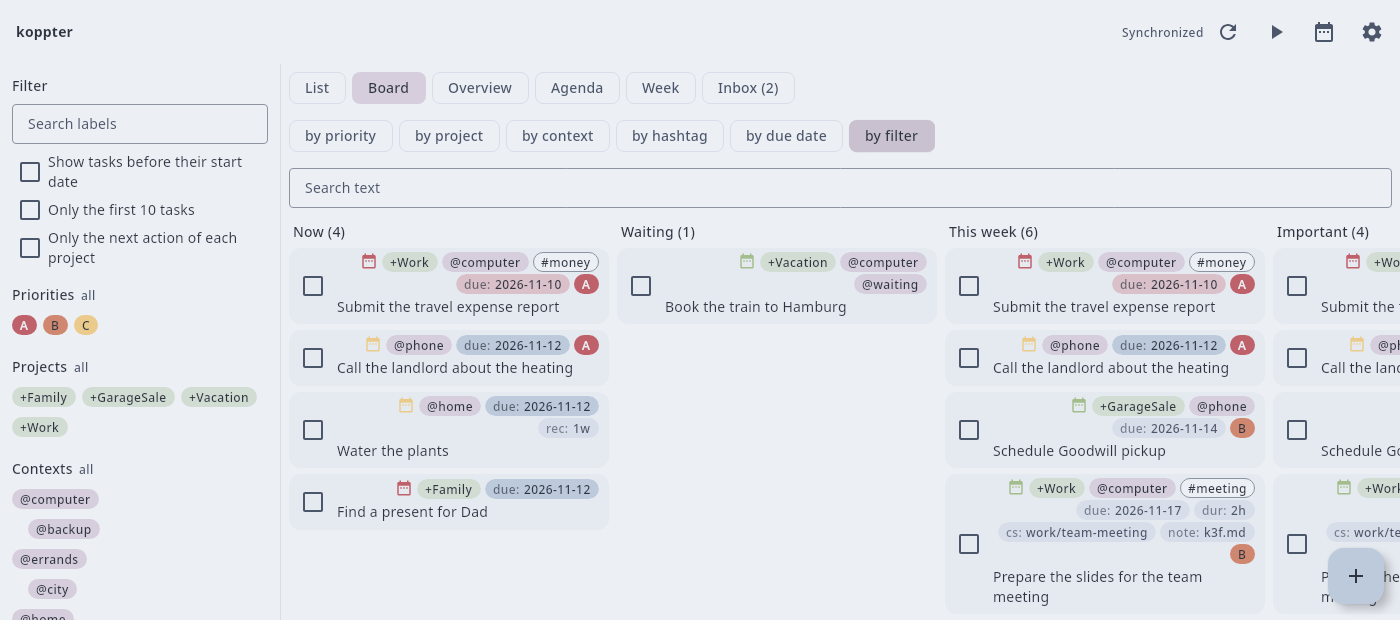 koppter
Synchronized
Filter
Search labels
Show tasks before their start
date
Only the first 10 tasks
Only the next action of each
project
Priorities all
A B C
Projects all
+Family +GarageSale +Vacation
+Work
Contexts all
@computer
@backup
@errands
@city
@home
List Board Overview Agenda Week Inbox (2)
by priority by project by context by hashtag by due date by filter
Search text
Now (4)
+Work @computer #money
due: 2026-11-10 A
Submit the travel expense report
@phone due: 2026-11-12 A
Call the landlord about the heating
@home due: 2026-11-12
rec: 1w
Water the plants
+Family due: 2026-11-12
Find a present for Dad
Waiting (1)
+Vacation @computer
@waiting
Book the train to Hamburg
This week (6)
+Work @computer #money
due: 2026-11-10 A
Submit the travel expense report
@phone due: 2026-11-12 A
Call the landlord about the heating
+GarageSale @phone
due: 2026-11-14 B
Schedule Goodwill pickup
+Work @computer #meeting
due: 2026-11-17 dur: 2h
cs: work/team-meeting note: k3f.md
B
Prepare the slides for the team
meeting
Important (4)
Submit the
Call the
Schedule
+Work
cs: